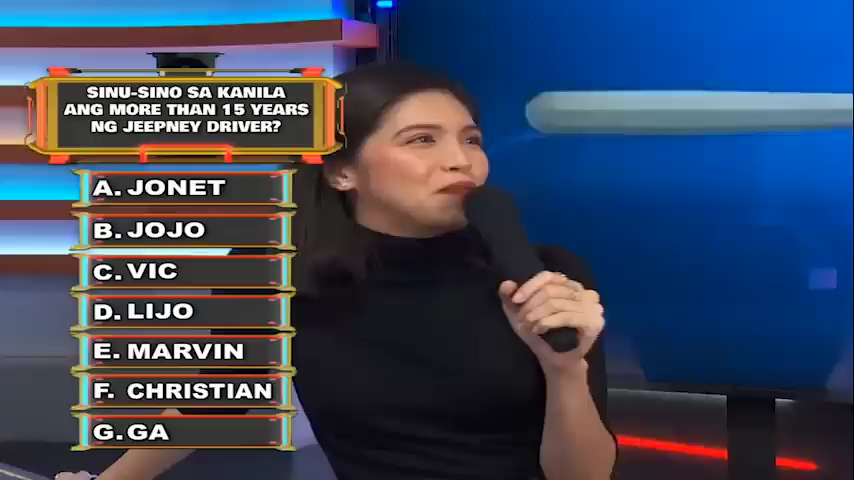 SINU-SINO SA KANILA
ANG MORE THAN 15 YEARS
NG JEEPNEY DRIVER?
A. JONET
B. JOJO
C. VIC
D. LIJO
E. MARVIN
F. CHRISTIAN
G. GA